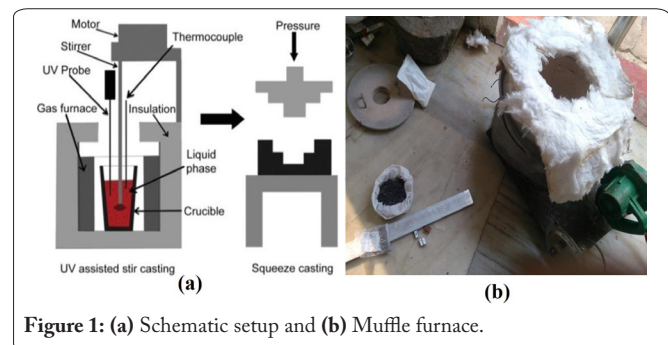 Motor
Stirrer
Thermocouple
UV Probe
Gas furnace
Insulation
Liquid
phase
Crucible
UV assisted stir casting
Pressure
Squeeze casting
(a)
(b)
Figure 1: (a) Schematic setup and (b) Muffle furnace.